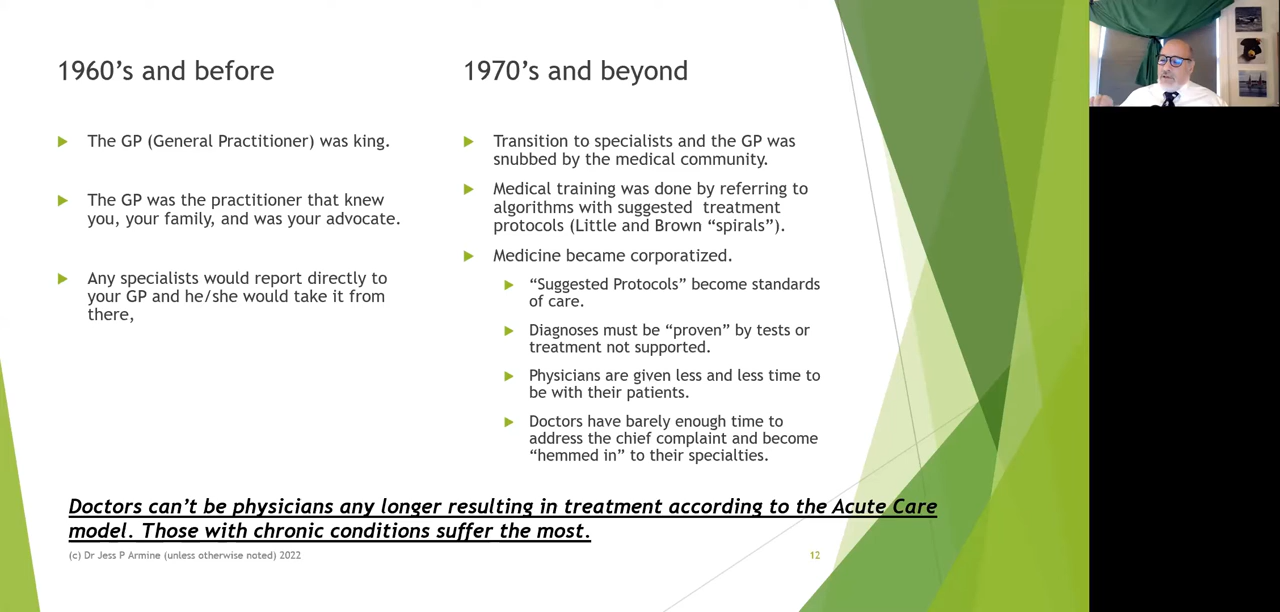 1960's and before
The GP (General Practitioner) was king.
The GP was the practitioner that knew
you, your family, and was your advocate.
Any specialists would report directly to
your GP and he/she would take it from
there,
1970's and beyond
Transition to specialists and the GP was
snubbed by the medical community.
Medical training was done by referring to
algorithms with suggested treatment
protocols (Little and Brown “spirals”).
Medicine became corporatized.
“Suggested Protocols” become standards
of care.
Diagnoses must be “proven” by tests or
treatment not supported.
Physicians are given less and less time to
be with their patients.
Doctors have barely enough time to
address the chief complaint and become
“hemmed in” to their specialties.
Doctors can't be physicians any longer resulting in treatment according to the Acute Care
model. Those with chronic conditions suffer the most.
(c) Dr Jess P Armine (unless otherwise noted) 2022
12